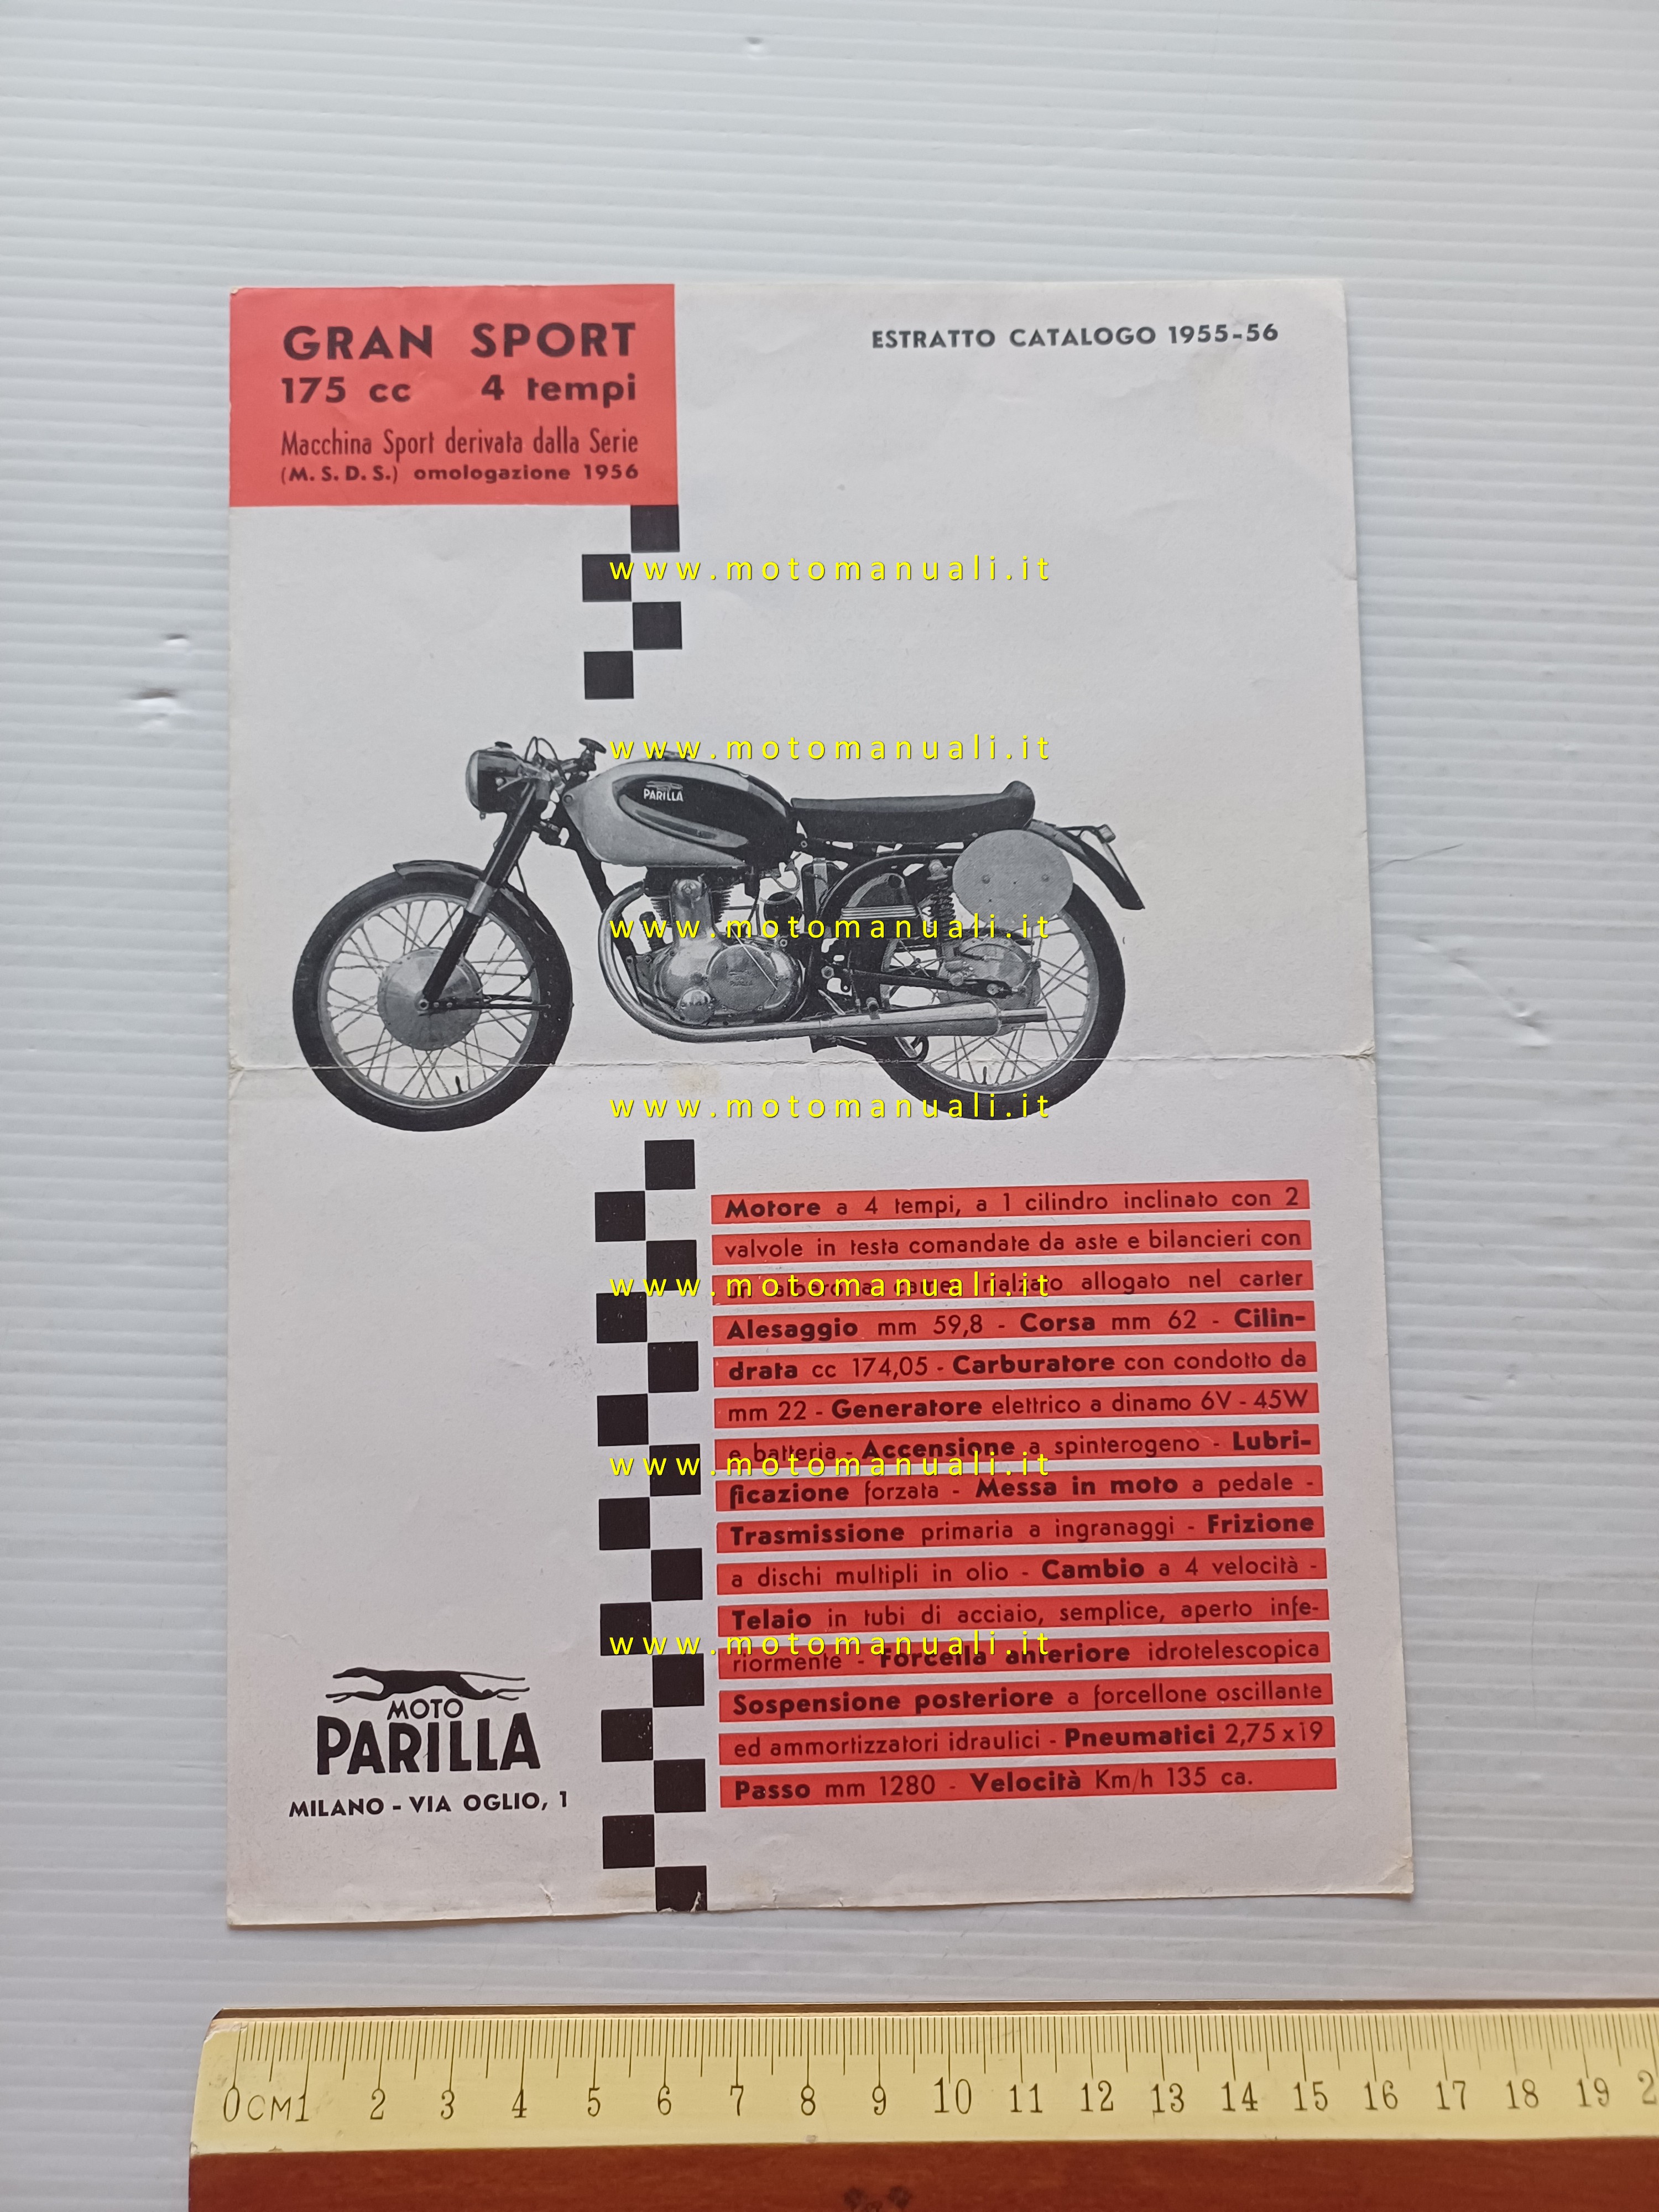 GRAN SPORT
175 cc 4 tempi
Macchina Sport derivata dalla Serie
(M. S. D. S.) omologazione 1956
ESTRATTO CATALOGO 1955-56
www.motomanuali.it
www.motomanuali.it
PARILLA
www.motomanuali.it
PARILLA
www.motomanuali.it
Motore a 4 tempi, a 1 cilindro inclinato con 2
valvole in testa comandate da aste e bilancieri con
un albero a camme rialzato allogato nel carter
www.motomanuali.it
Alesaggio mm 59,8 - Corsa mm 62 - Cilin-
drata cc 174,05 - Carburatore con condotto da
mm 22 - Generatore elettrico a dinamo 6V - 45W
e batteria - Accensione a spinterogeno - Lubri-
www.motomanuali.it
ficazione forzata - Messa in moto a pedale -
Trasmissione primaria a ingranaggi - Frizione
a dischi multipli in olio - Cambio a 4 velocità -
Telaio in tubi di acciaio, semplice, aperto infe-
www.motomanuali.it
riormente - Forcella anteriore idrotelescopica
Sospensione posteriore a forcellone oscillante
ed ammortizzatori idraulici - Pneumatici 2,75 x 19
Passo mm 1280 - Velocità Km/h 135 ca.
MOTO
PARILLA
MILANO - VIA OGLIO, 1
0CM1 2 3 4 5 6 7 8 9 10 11 12 13 14 15 16 17 18 19 2